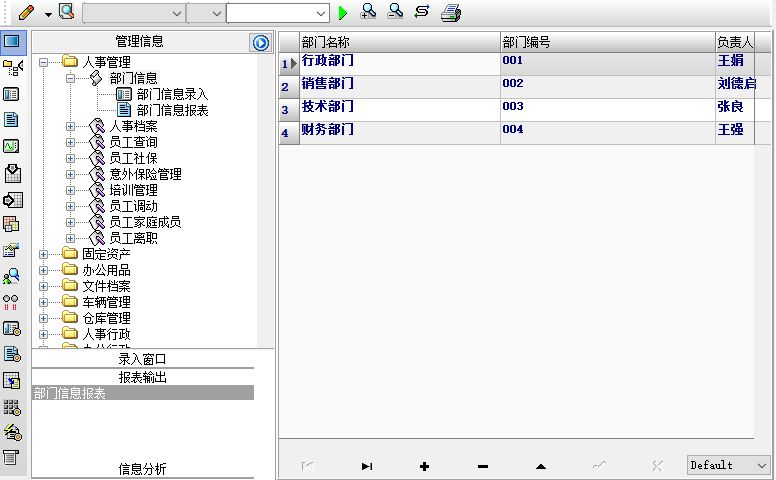 管理信息
人事管理
部门信息
部门信息录入
部门信息报表
人事档案
员工查询
员工社保
意外保险管理
培训管理
员工调动
员工家庭成员
员工离职
固定资产
办公用品
文件档案
车辆管理
仓库管理
人事行政
办公行政
录入窗口
报表输出
部门信息报表
信息分析
部门名称 部门编号 负责人
1 行政部门 001 王娟
2 销售部门 002 刘德启
3 技术部门 003 张良
4 财务部门 004 王强
Default